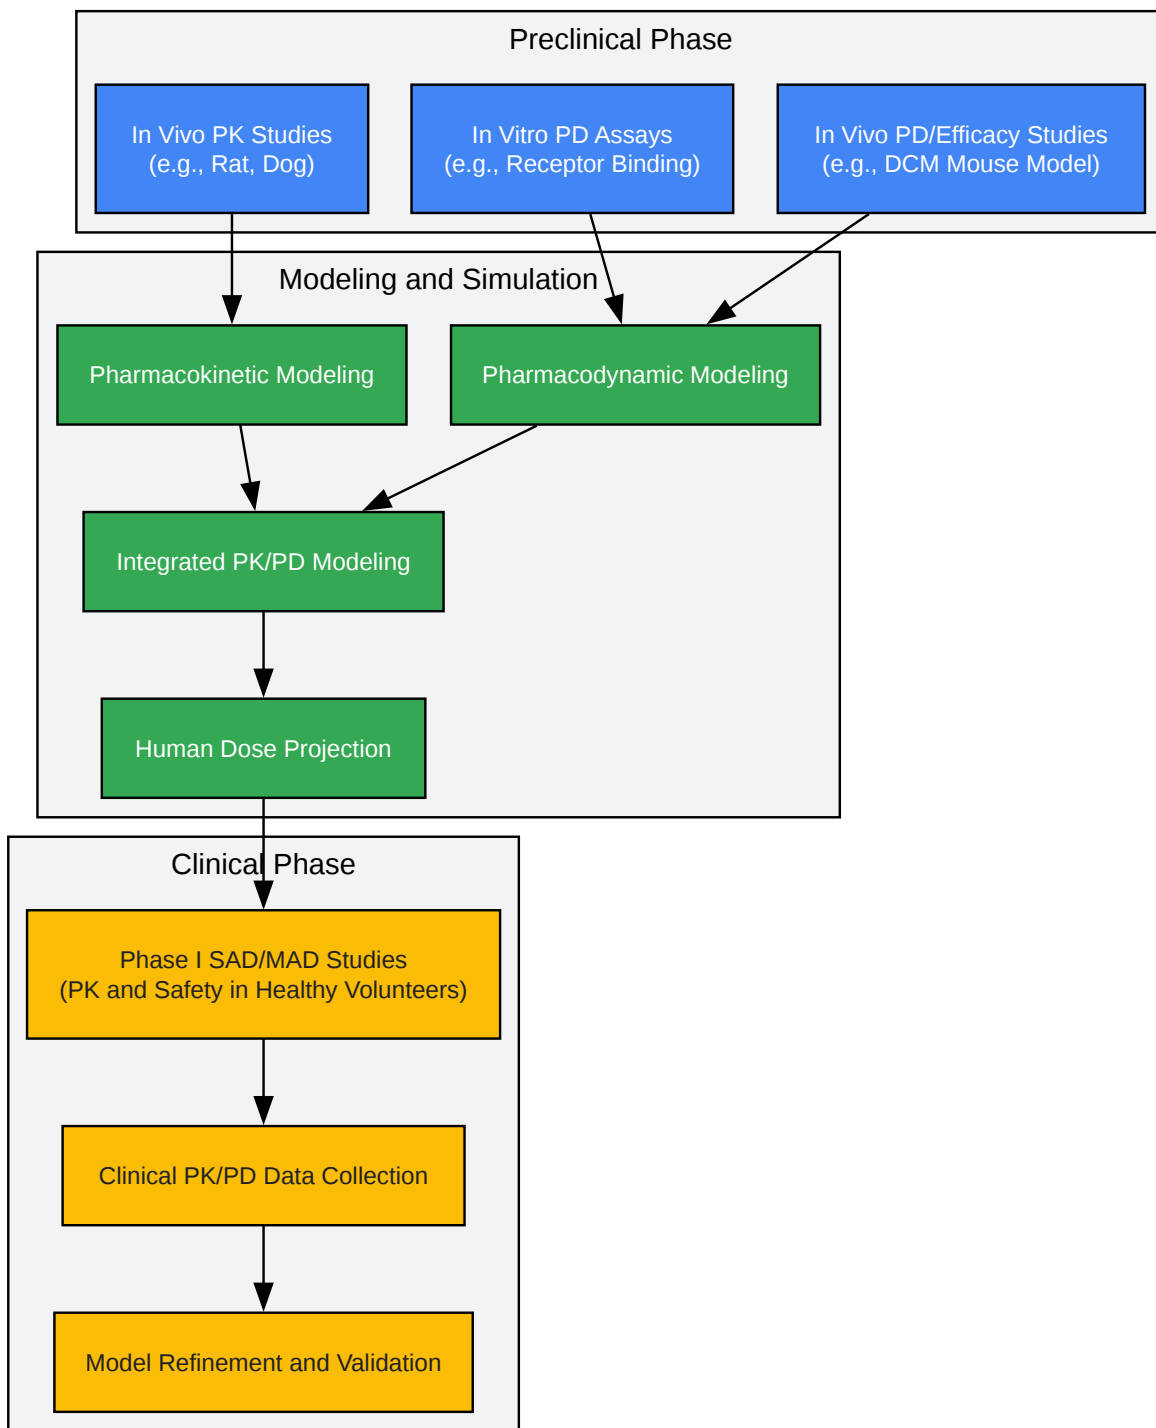 Preclinical Phase
In Vivo PK Studies
(e.g., Rat, Dog)
In Vitro PD Assays
(e.g., Receptor Binding)
In Vivo PD/Efficacy Studies
(e.g., DCM Mouse Model)
Modeling and Simulation
Pharmacokinetic Modeling
Pharmacodynamic Modeling
Integrated PK/PD Modeling
Human Dose Projection
Clinical Phase
Phase I SAD/MAD Studies
(PK and Safety in Healthy Volunteers)
Clinical PK/PD Data Collection
Model Refinement and Validation